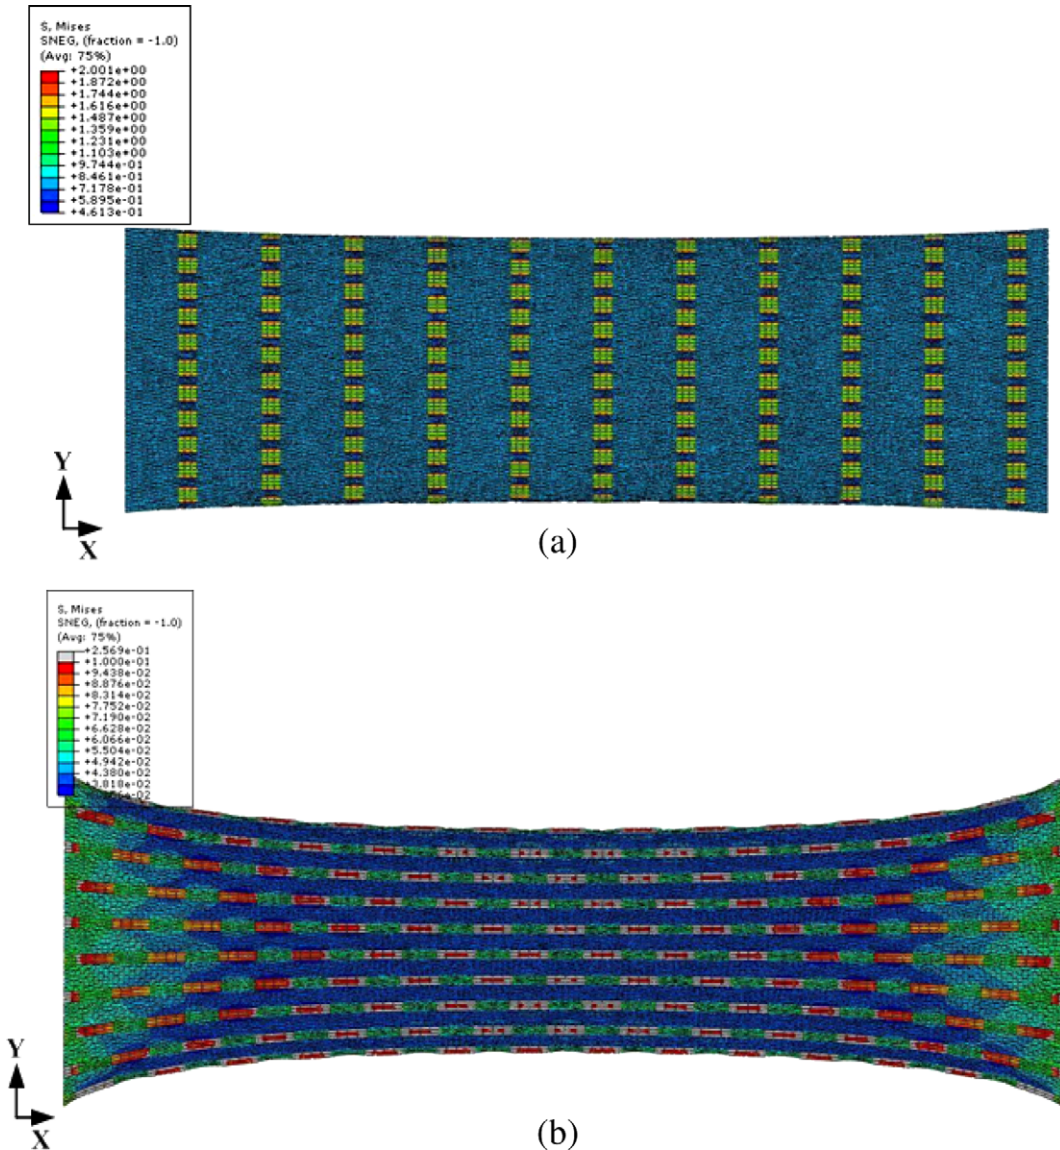 S, Mises
SNEG, (fraction = -1.0)
(Avg: 75%)
+2.001e+00
+1.872e+00
+1.744e+00
+1.616e+00
+1.487e+00
+1.359e+00
+1.231e+00
+1.103e+00
+9.744e-01
+8.461e-01
+7.178e-01
+5.895e-01
+4.613e-01
Y
X
(a)
S, Mises
SNEG, (fraction = -1.0)
(Avg: 75%)
+2.569e-01
+1.000e-01
+9.438e-02
+8.876e-02
+8.314e-02
+7.752e-02
+7.190e-02
+6.628e-02
+6.066e-02
+5.504e-02
+4.942e-02
+4.380e-02
+3.818e-02
Y
X
(b)